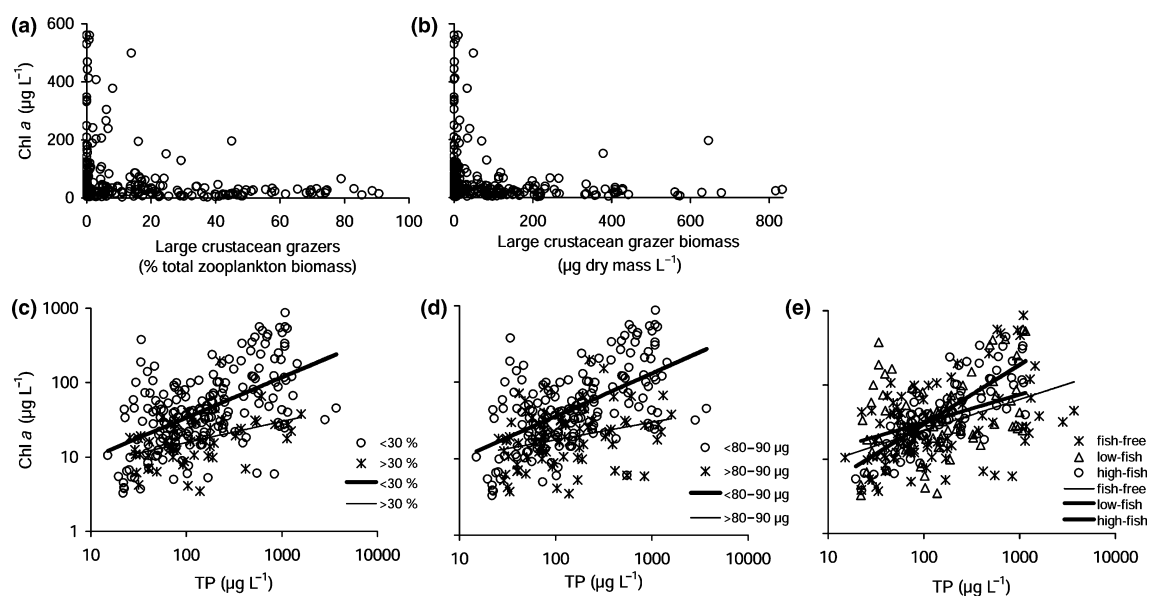 (a)
600
400
200
0
Chl a (µg L⁻¹)
0 20 40 60 80 100
Large crustacean grazers
(% total zooplankton biomass)
(b)
600
400
200
0
0 200 400 600 800
Large crustacean grazer biomass
(µg dry mass L⁻¹)
(c)
1000
100
10
1
Chl a (µg L⁻¹)
<30 %
>30 %
<30 %
>30 %
10 100 1000 10000
TP (µg L⁻¹)
(d)
<80–90 µg
>80–90 µg
<80–90 µg
>80–90 µg
10 100 1000 10000
TP (µg L⁻¹)
(e)
fish-free
low-fish
high-fish
fish-free
low-fish
high-fish
10 100 1000 10000
TP (µg L⁻¹)